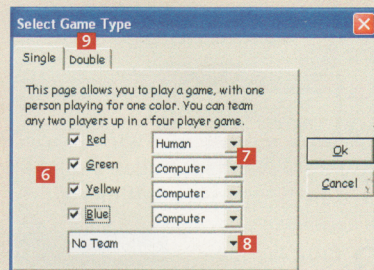 Select Game Type
9
Single Double
This page allows you to play a game, with one
person playing for one color. You can team
any two players up in a four player game.
Red Human
7
Green Computer
6
Yellow Computer
Blue Computer
No Team 8
Ok
Cancel